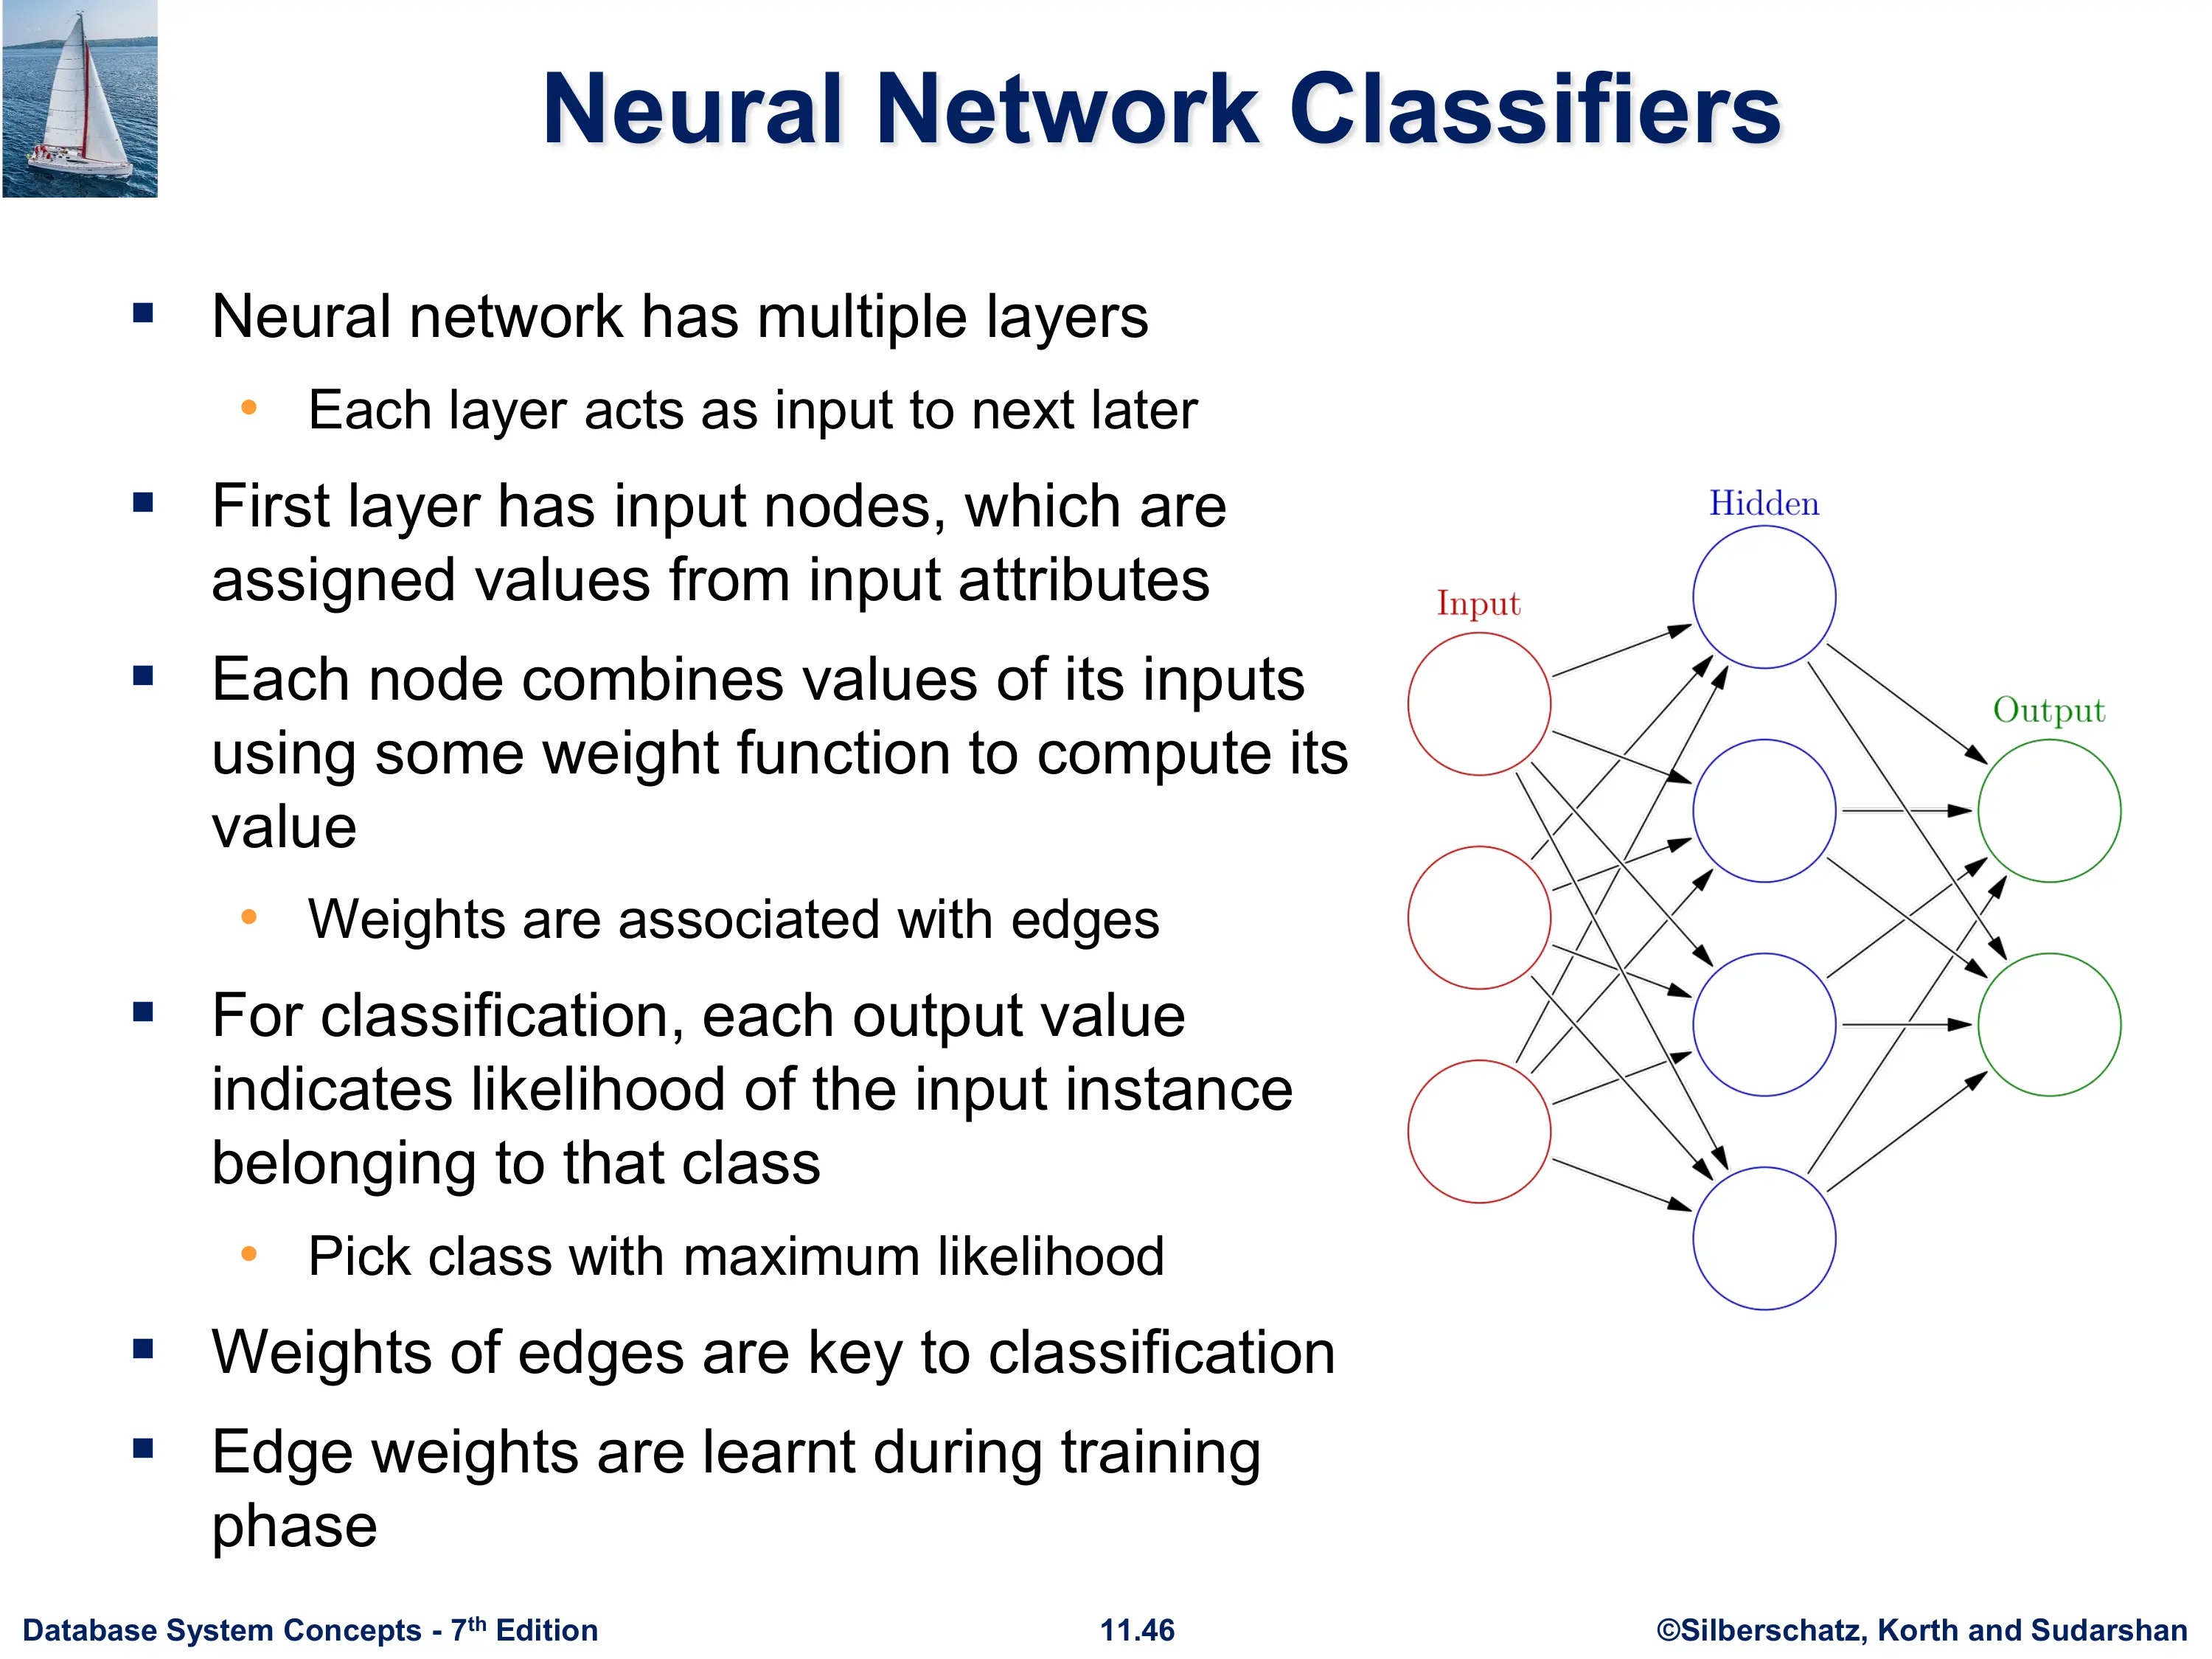 Neural Network Classifiers
▪ Neural network has multiple layers
• Each layer acts as input to next later
▪ First layer has input nodes, which are
assigned values from input attributes
▪ Each node combines values of its inputs
using some weight function to compute its
value
• Weights are associated with edges
▪ For classification, each output value
indicates likelihood of the input instance
belonging to that class
• Pick class with maximum likelihood
▪ Weights of edges are key to classification
▪ Edge weights are learnt during training
phase
Input
Hidden
Output
Database System Concepts - 7th Edition
11.46
©Silberschatz, Korth and Sudarshan